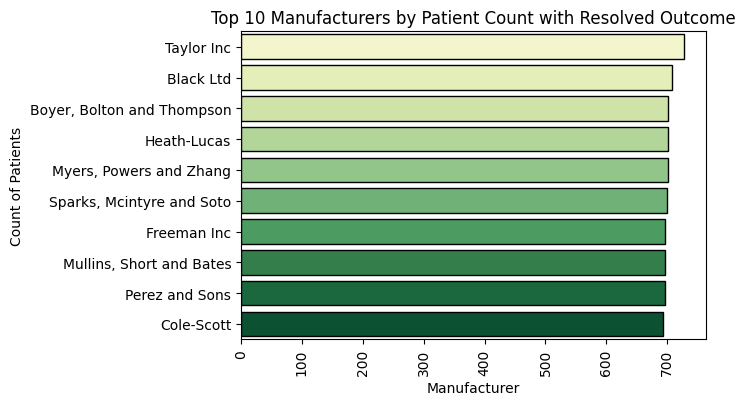 Top 10 Manufacturers by Patient Count with Resolved Outcome
Count of Patients
Taylor Inc
Black Ltd
Boyer, Bolton and Thompson
Heath-Lucas
Myers, Powers and Zhang
Sparks, Mcintyre and Soto
Freeman Inc
Mullins, Short and Bates
Perez and Sons
Cole-Scott
0 100 200 300 400 500 600 700
Manufacturer